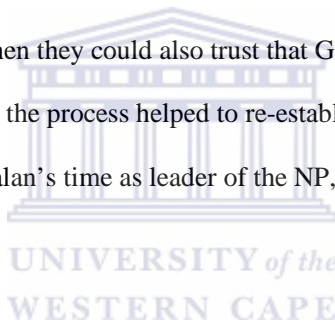 hen they could also trust that G
the process helped to re-establ
alan’s time as leader of the NP,
UNIVERSITY of the
WESTERN CAPE